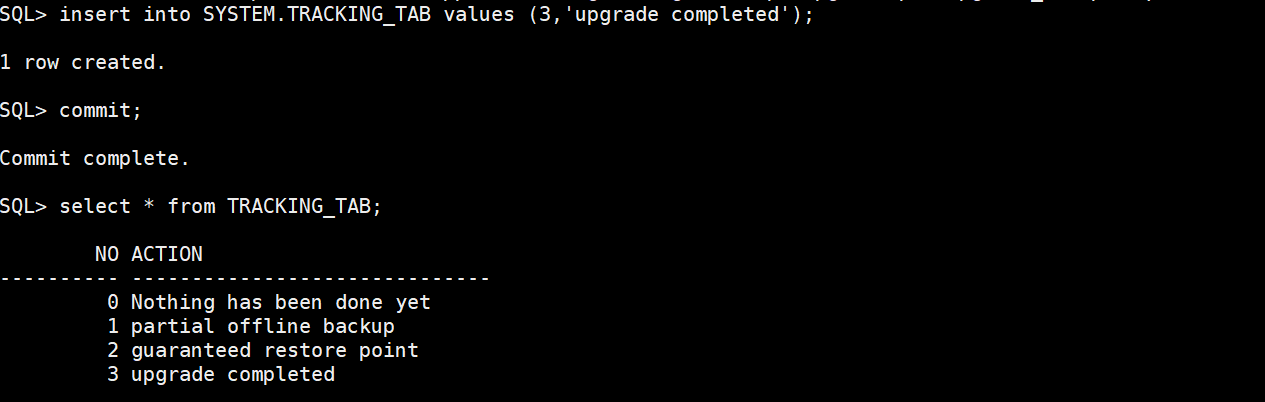 SQL> insert into SYSTEM.TRACKING_TAB values (3,'upgrade completed');
1 row created.
SQL> commit;
Commit complete.
SQL> select * from TRACKING_TAB;
NO ACTION
---------- ------------------------------
0 Nothing has been done yet
1 partial offline backup
2 guaranteed restore point
3 upgrade completed